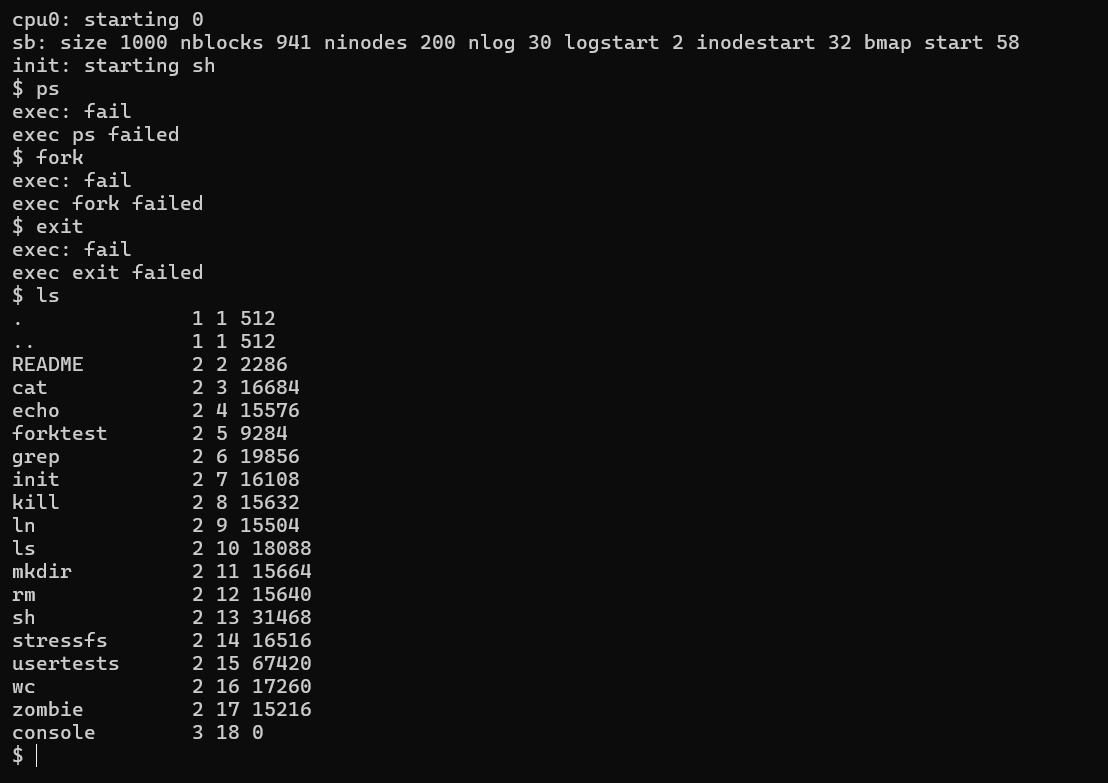 cpu0: starting 0
sb: size 1000 nblocks 941 ninodes 200 nlog 30 logstart 2 inodestart 32 bmap start 58
init: starting sh
$ ps
exec: fail
exec ps failed
$ fork
exec: fail
exec fork failed
$ exit
exec: fail
exec exit failed
$ ls
.              1 1 512
..             1 1 512
README         2 2 2286
cat            2 3 16684
echo           2 4 15576
forktest       2 5 9284
grep           2 6 19856
init           2 7 16108
kill           2 8 15632
ln             2 9 15504
ls             2 10 18088
mkdir          2 11 15664
rm             2 12 15640
sh             2 13 31468
stressfs       2 14 16516
usertests      2 15 67420
wc             2 16 17260
zombie         2 17 15216
console        3 18 0
$